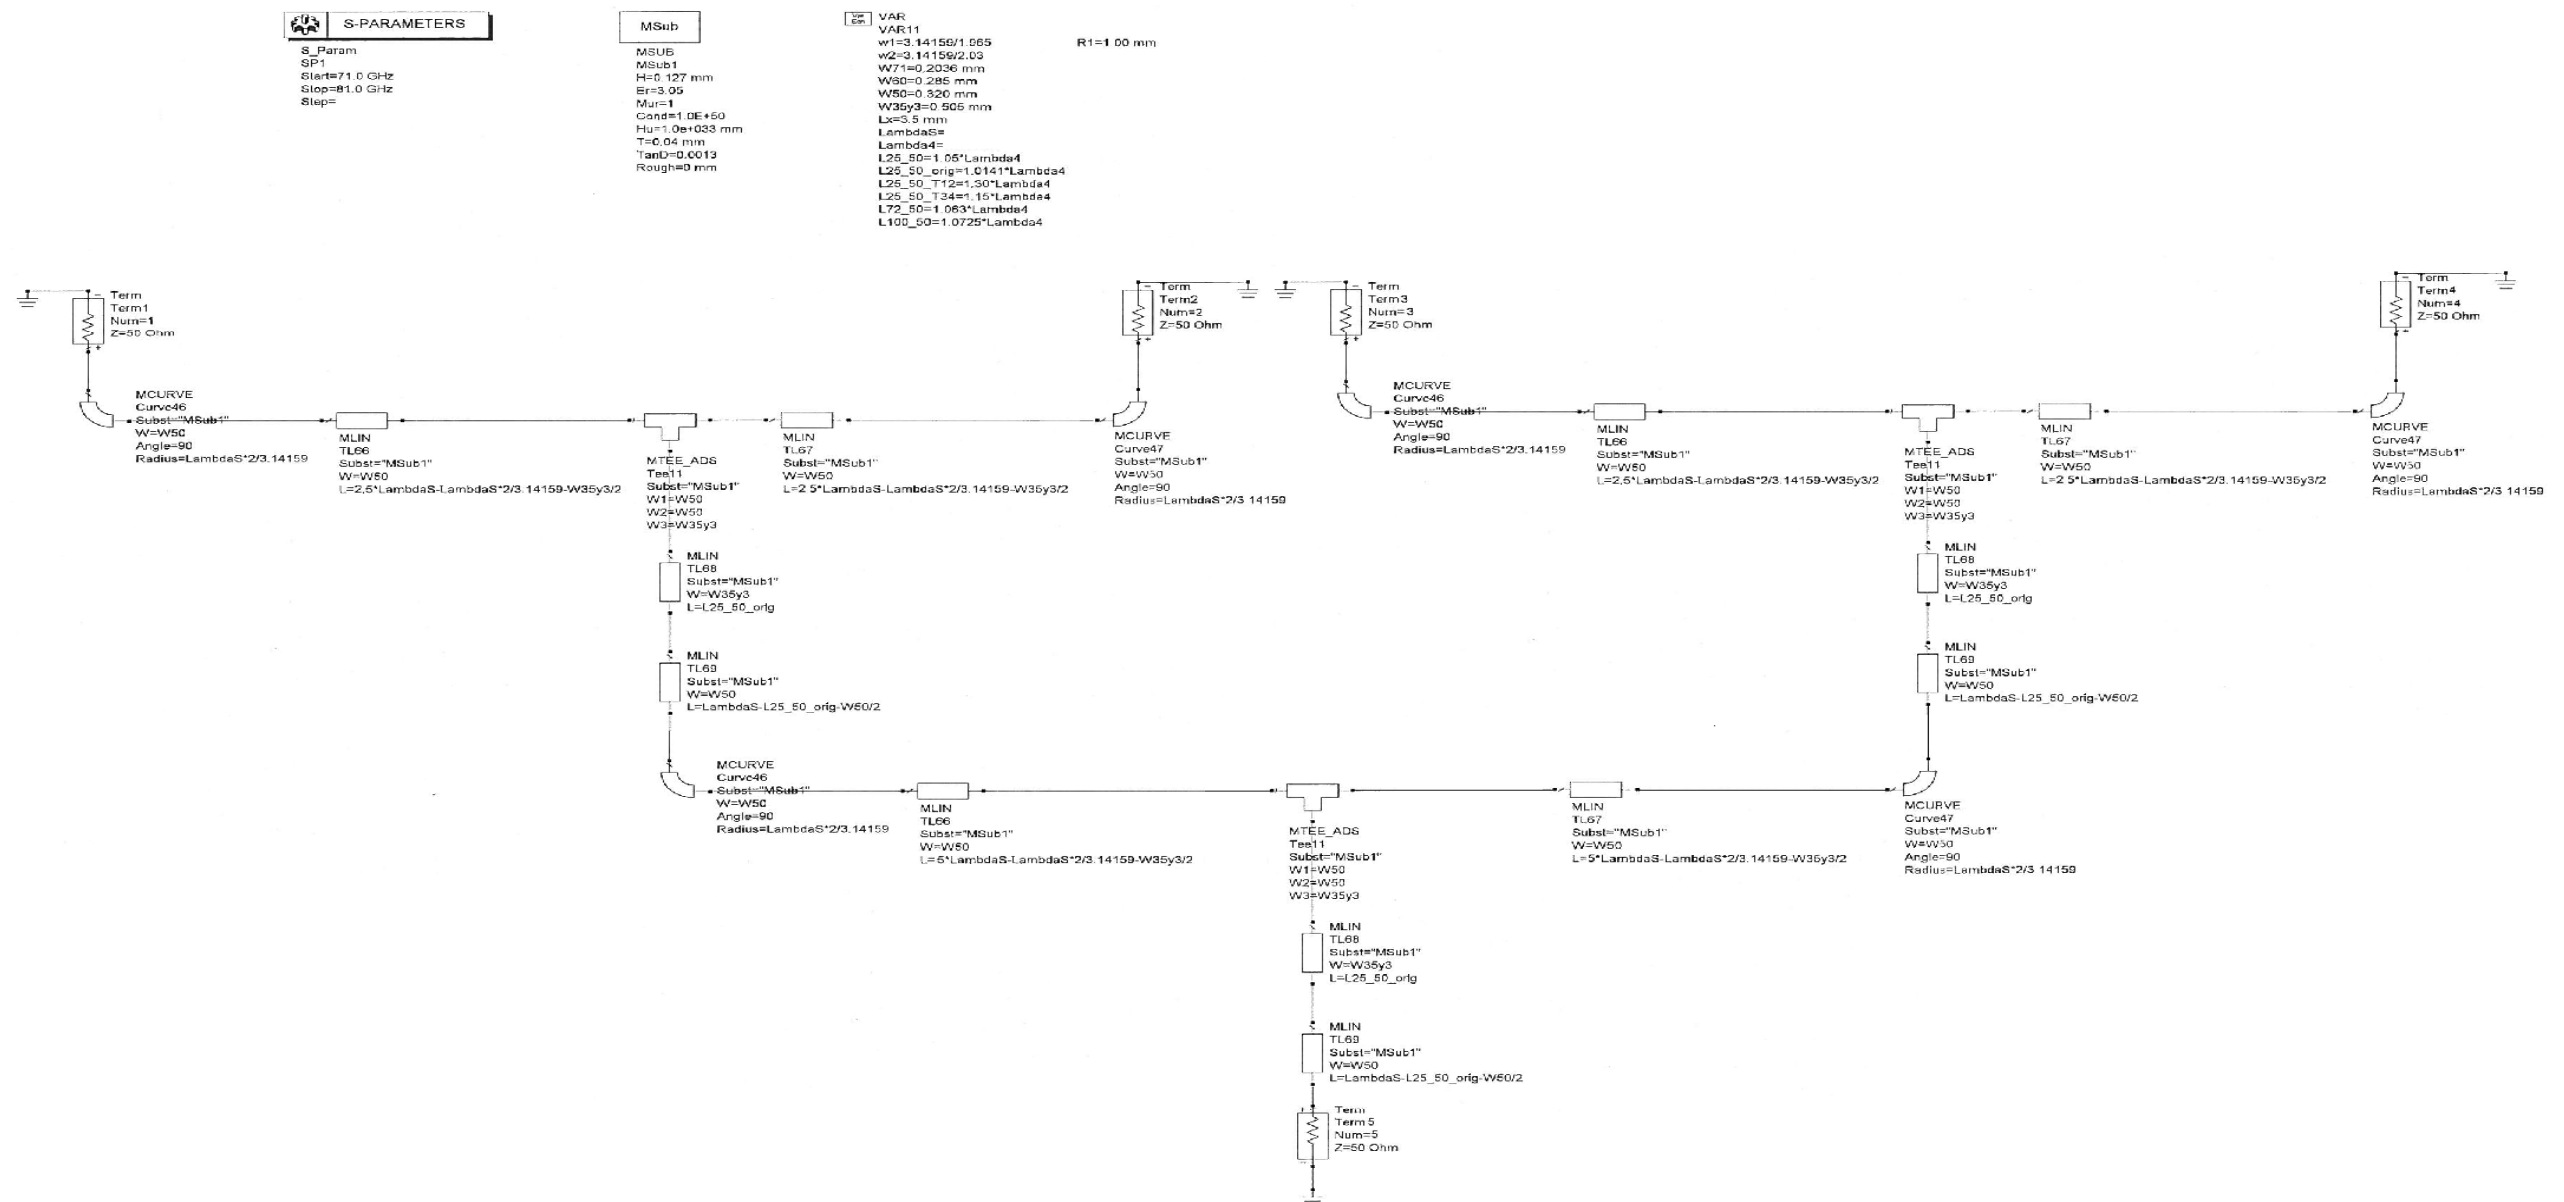 S-PARAMETERS
S_Param
SP1
Start=71.0 GHz
Stop=81.0 GHz
Step=
MSub
MSUB
MSub1
H=0.127 mm
Er=3.05
Mur=1
Cond=1.0E+50
Hu=1.0e+033 mm
T=0.04 mm
TanD=0.0013
Rough=0 mm
Var
Eqn
VAR
VAR11
w1=3.14159/1.965
R1=1.00 mm
w2=3.14159/2.03
W71=0.2036 mm
W60=0.285 mm
W50=0.320 mm
W35y3=0.505 mm
Lx=3.5 mm
LambdaS=
Lambda4=
L25_50=1.05*Lambda4
L25_50_orig=1.0141*Lambda4
L25_50_T12=1.30*Lambda4
L25_50_T34=1.15*Lambda4
L72_50=1.063*Lambda4
L100_50=1.0725*Lambda4
Term
Term1
Num=1
Z=50 Ohm
Term
Term2
Num=2
Z=50 Ohm
Term
Term3
Num=3
Z=50 Ohm
Term
Term4
Num=4
Z=50 Ohm
MCURVE
Curve46
Subst="MSub1"
W=W50
Angle=90
Radius=LambdaS*2/3.14159
MLIN
TL66
Subst="MSub1"
W=W50
L=2.5*LambdaS-LambdaS*2/3.14159-W35y3/2
MTEE_ADS
Tee11
Subst="MSub1"
W1=W50
W2=W50
W3=W35y3
MLIN
TL67
Subst="MSub1"
W=W50
L=2.5*LambdaS-LambdaS*2/3.14159-W35y3/2
MCURVE
Curve47
Subst="MSub1"
W=W50
Angle=90
Radius=LambdaS*2/3.14159
MCURVE
Curve46
Subst="MSub1"
W=W50
Angle=90
Radius=LambdaS*2/3.14159
MLIN
TL66
Subst="MSub1"
W=W50
L=2.5*LambdaS-LambdaS*2/3.14159-W35y3/2
MTEE_ADS
Tee11
Subst="MSub1"
W1=W50
W2=W50
W3=W35y3
MLIN
TL67
Subst="MSub1"
W=W50
L=2.5*LambdaS-LambdaS*2/3.14159-W35y3/2
MCURVE
Curve47
Subst="MSub1"
W=W50
Angle=90
Radius=LambdaS*2/3.14159
MLIN
TL68
Subst="MSub1"
W=W35y3
L=L25_50_orig
MLIN
TL68
Subst="MSub1"
W=W35y3
L=L25_50_orig
MLIN
TL69
Subst="MSub1"
W=W50
L=LambdaS-L25_50_orig-W50/2
MLIN
TL69
Subst="MSub1"
W=W50
L=LambdaS-L25_50_orig-W50/2
MCURVE
Curve46
Subst="MSub1"
W=W50
Angle=90
Radius=LambdaS*2/3.14159
MLIN
TL66
Subst="MSub1"
W=W50
L=5*LambdaS-LambdaS*2/3.14159-W35y3/2
MTEE_ADS
Tee11
Subst="MSub1"
W1=W50
W2=W50
W3=W35y3
MLIN
TL67
Subst="MSub1"
W=W50
L=5*LambdaS-LambdaS*2/3.14159-W35y3/2
MCURVE
Curve47
Subst="MSub1"
W=W50
Angle=90
Radius=LambdaS*2/3.14159
MLIN
TL68
Subst="MSub1"
W=W35y3
L=L25_50_orig
MLIN
TL69
Subst="MSub1"
W=W50
L=LambdaS-L25_50_orig-W50/2
Term
Term5
Num=5
Z=50 Ohm